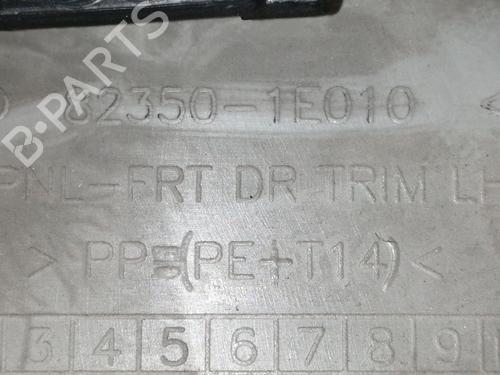 82350-1E010
PNL-FRT DR TRIM LH
> PP=(PE+T14) <
3 4 5 6 7 8 9
B-PARTS